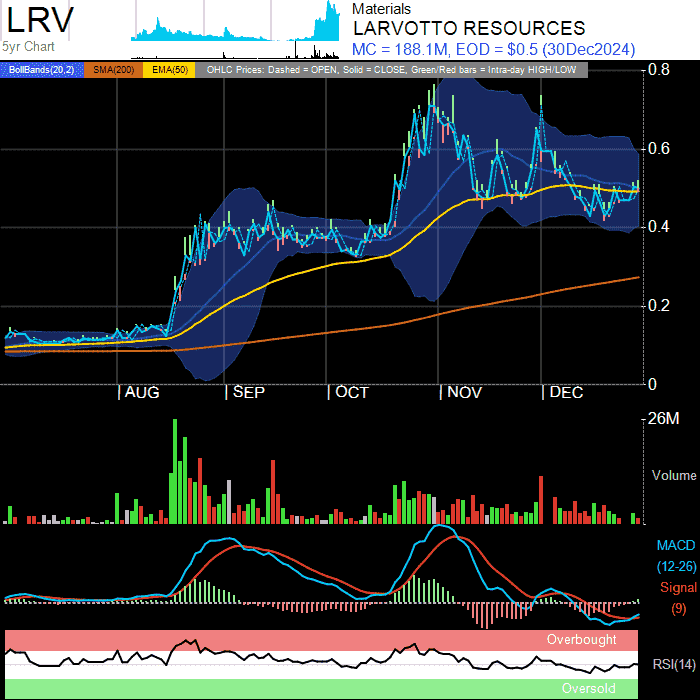 LRV
5yr Chart
Materials
LARVOTTO RESOURCES
MC = 188.1M, EOD = $0.5 (30Dec2024)
BollBands(20,2) SMA(200) EMA(50) OHLC Prices: Dashed = OPEN, Solid = CLOSE, Green/Red bars = Intra-day HIGH/LOW
0.8
0.6
0.4
0.2
0
AUG SEP OCT NOV DEC
26M
Volume
MACD
(12-26)
Signal
(9)
Overbought
RSI(14)
Oversold